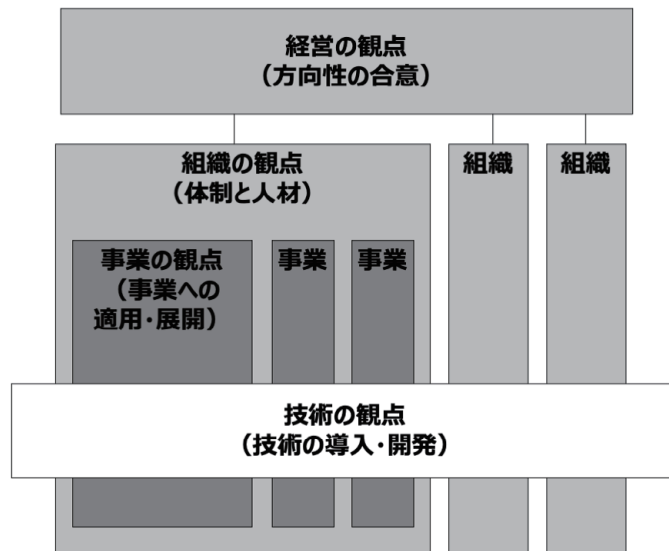 経営の観点
（方向性の合意）
組織の観点
（体制と人材）
組織
組織
事業の観点
（事業への
適用・展開）
事業
事業
技術の観点
（技術の導入・開発）